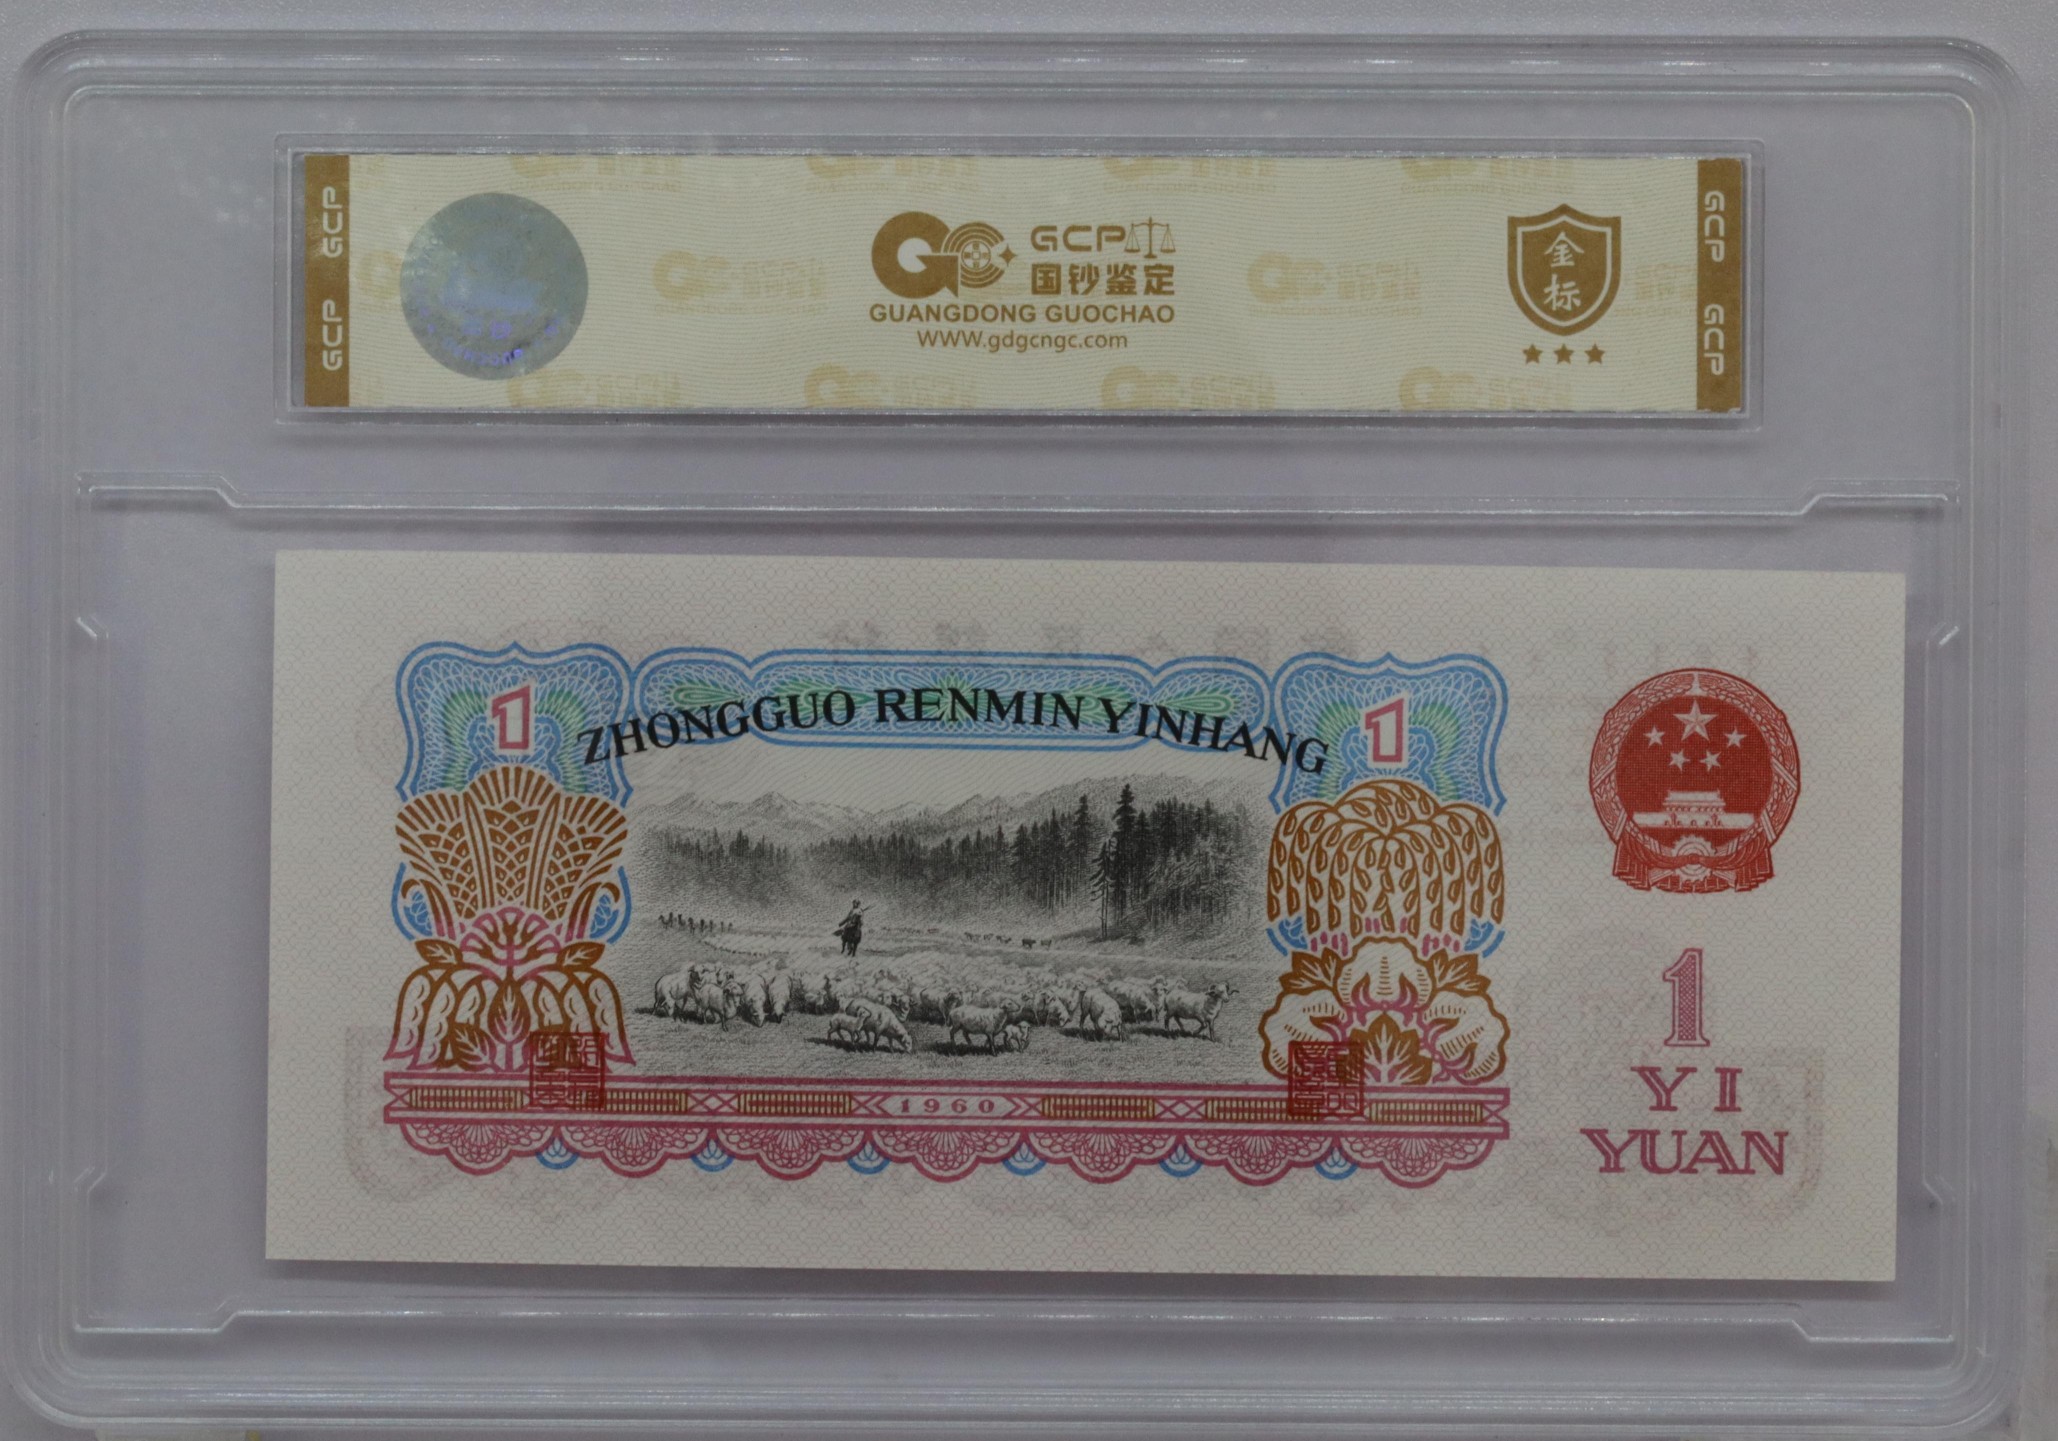 GCP GCP
GCP
国钞鉴定
GUANGDONG GUOCHAO
WWW.gdgcngc.com
金标
GCP GCP
1 ZHONGGUO RENMIN YINHANG 1
1960
1
YI
YUAN